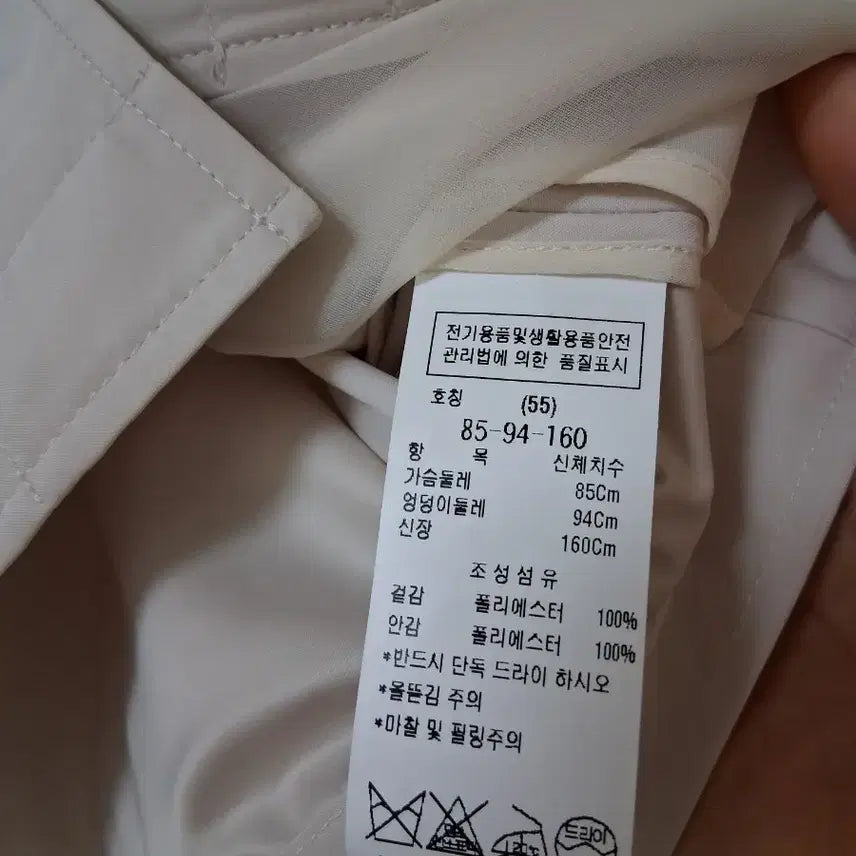 전기용품및생활용품안전
관리법에 의한 품질표시
호칭 (55)
85-94-160
항 목 신체치수
가슴둘레 85Cm
엉덩이둘레 94Cm
신장 160Cm
조성섬유
겉감 폴리에스터 100%
안감 폴리에스터 100%
*반드시 단독 드라이 하시오
*올뜯김 주의
*마찰 및 필링주의
드라이